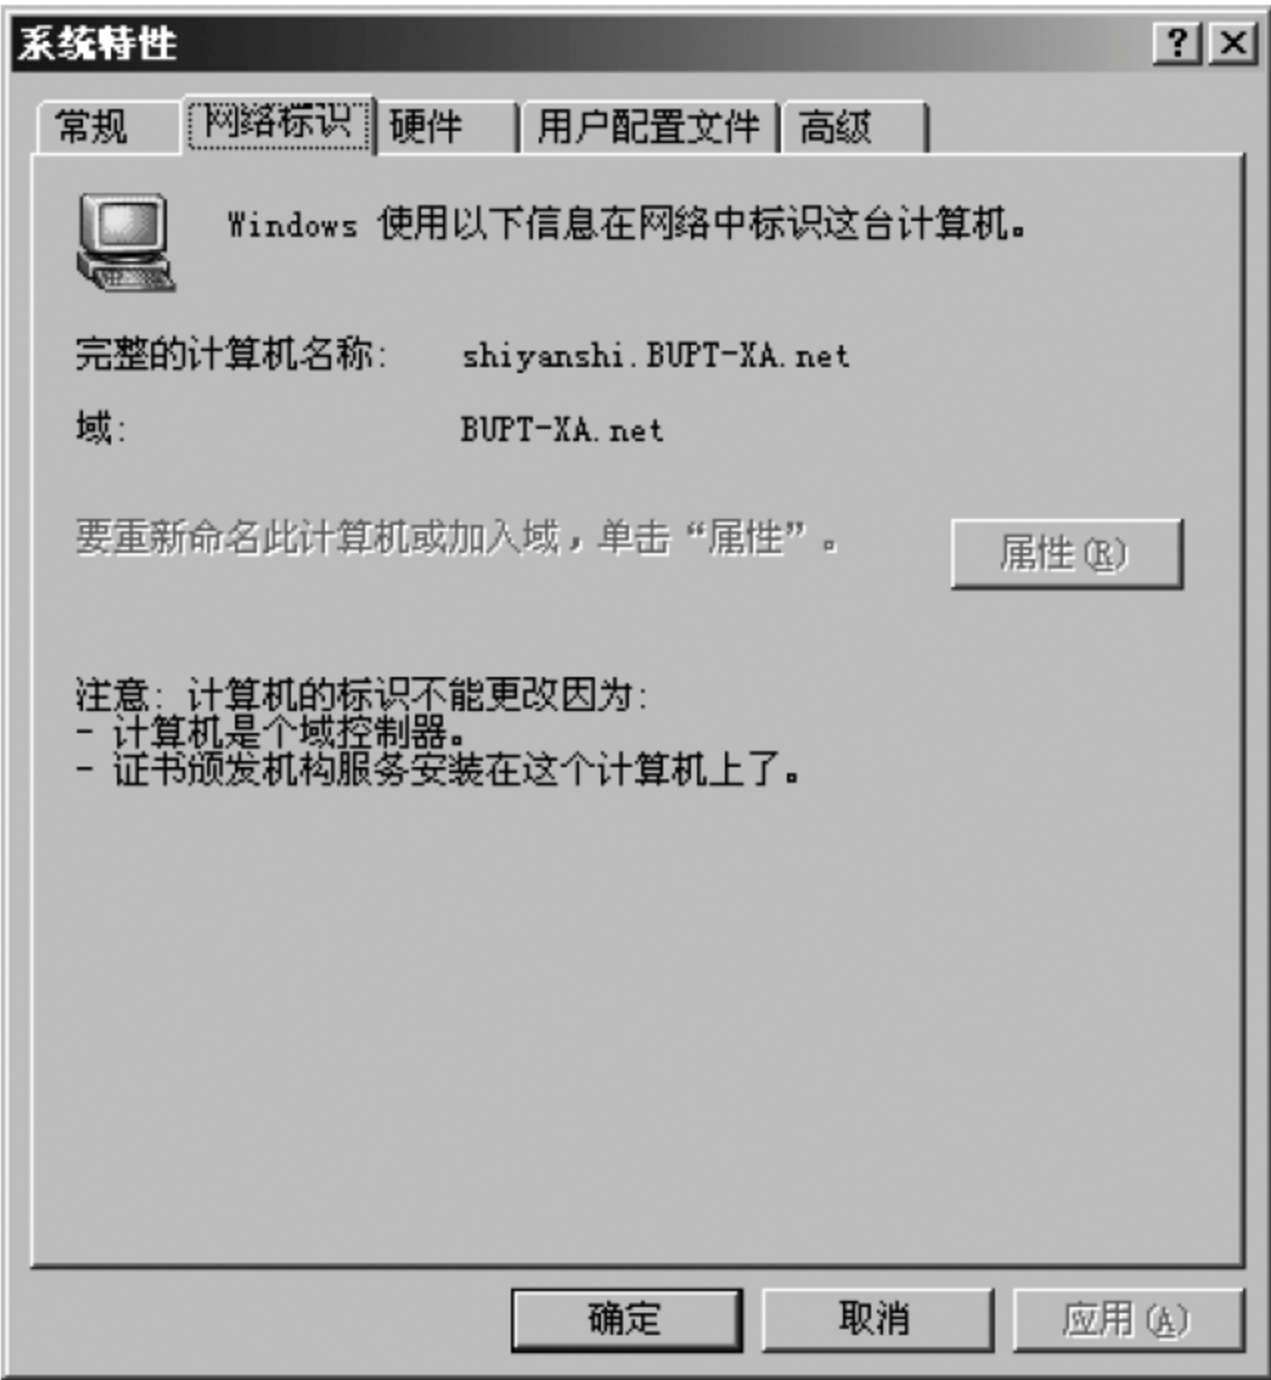 系统特性
常规 网络标识 硬件 用户配置文件 高级
Windows 使用以下信息在网络中标识这台计算机。
完整的计算机名称: shiyanshi.BUPT-XA.net
域: BUPT-XA.net
要重新命名此计算机或加入域，单击“属性”。 属性(R)
注意: 计算机的标识不能更改因为:
- 计算机是个域控制器。
- 证书颁发机构服务安装在这个计算机上了。
确定 取消 应用(A)